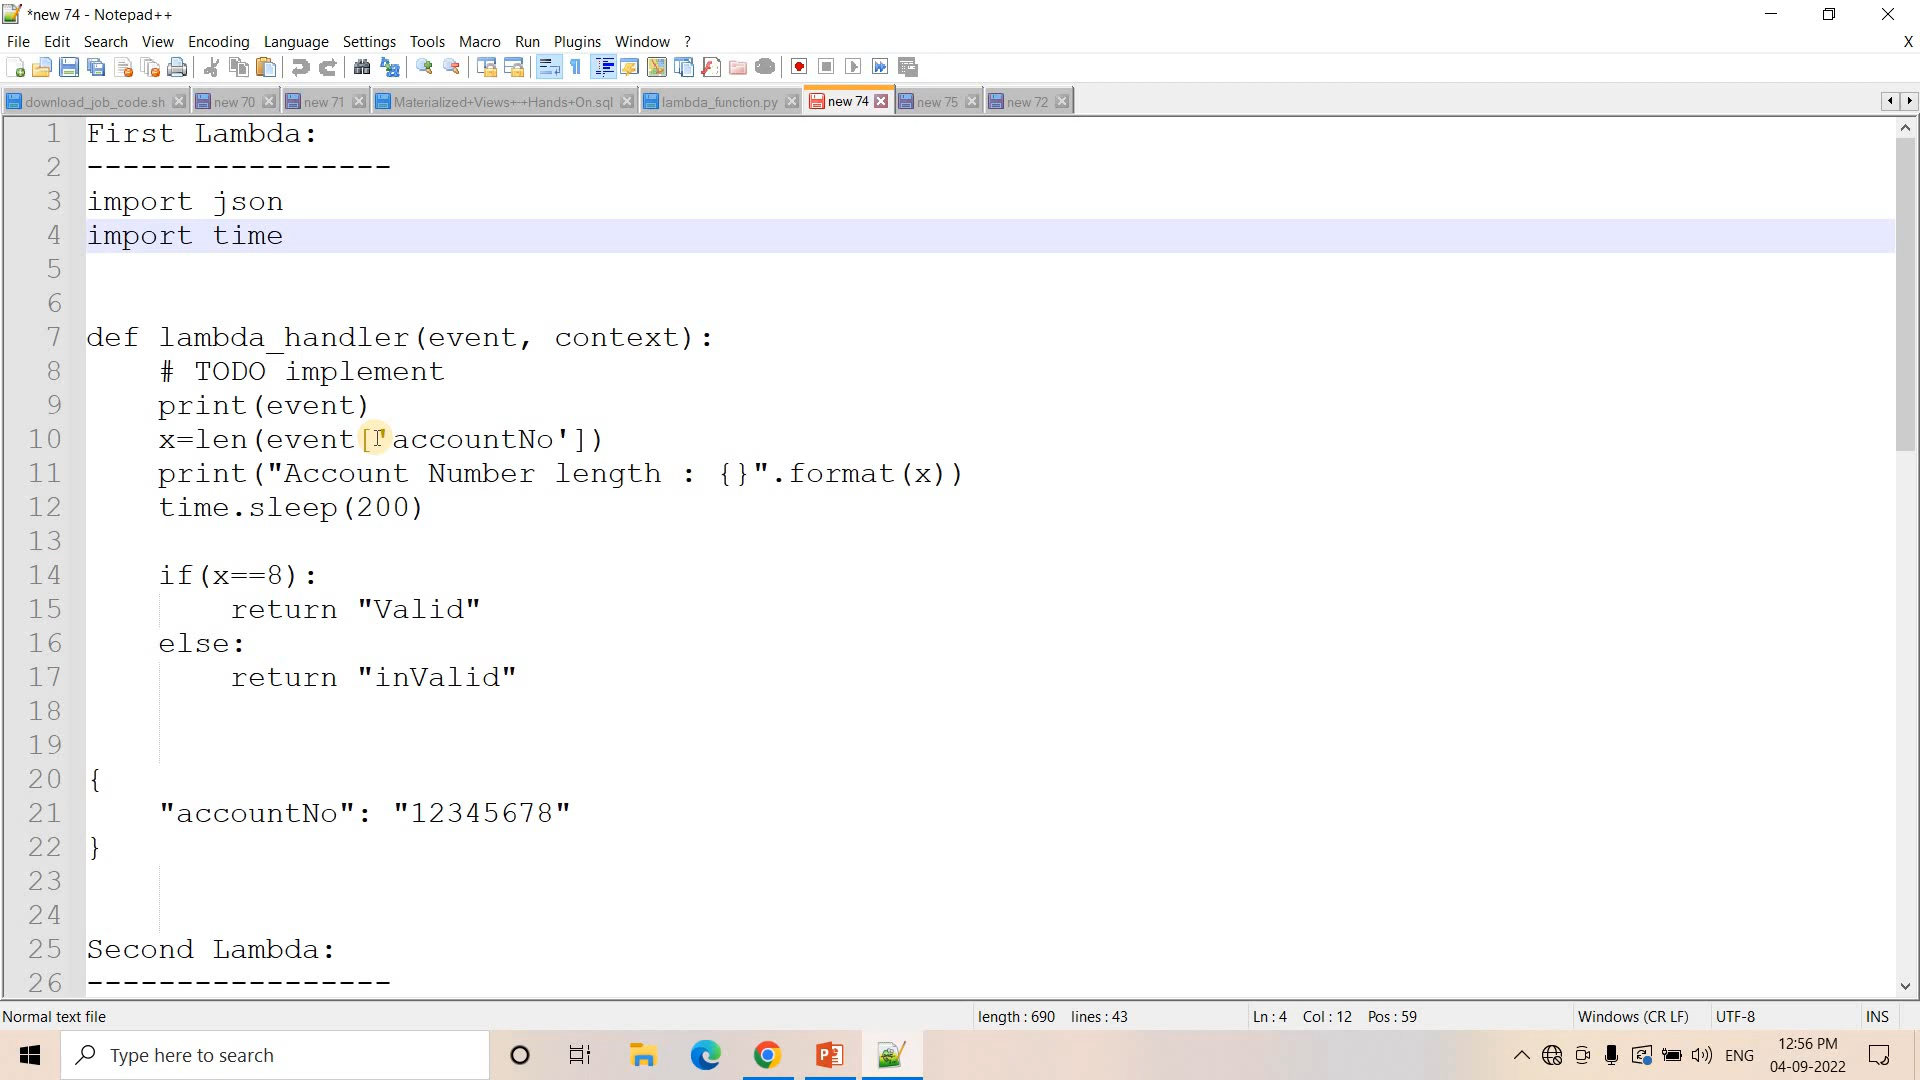 *new 74 - Notepad++
File Edit Search View Encoding Language Settings Tools Macro Run Plugins Window ? X
download_job_code.sh new 70 new 71 Materialized+Views+-+Hands+On.sql lambda_function.py new 74 new 75 new 72
1 First Lambda:
2 -----------------
3 import json
4 import time
5
6
7 def lambda_handler(event, context):
8 # TODO implement
9 print(event)
10 x=len(event['accountNo'])
11 print("Account Number length : {}".format(x))
12 time.sleep(200)
13
14 if(x==8):
15 return "Valid"
16 else:
17 return "inValid"
18
19
20 {
21 "accountNo": "12345678"
22 }
23
24
25 Second Lambda:
26 -----------------
Normal text file length : 690 lines : 43 Ln : 4 Col : 12 Pos : 59 Windows (CR LF) UTF-8 INS
Type here to search ENG 12:56 PM
04-09-2022